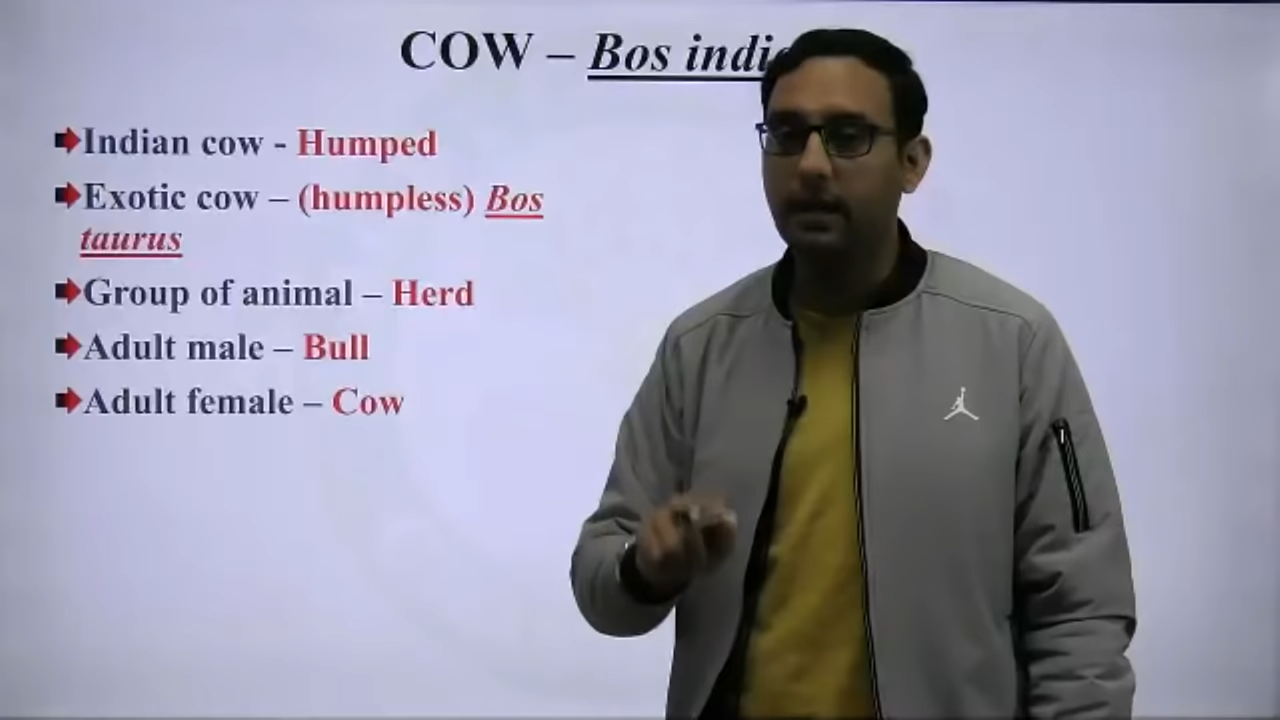 COW – Bos
Indian cow - Humped
Exotic cow – (humpless) Bos
taurus
Group of animal – Herd
Adult male – Bull
Adult female – Cow